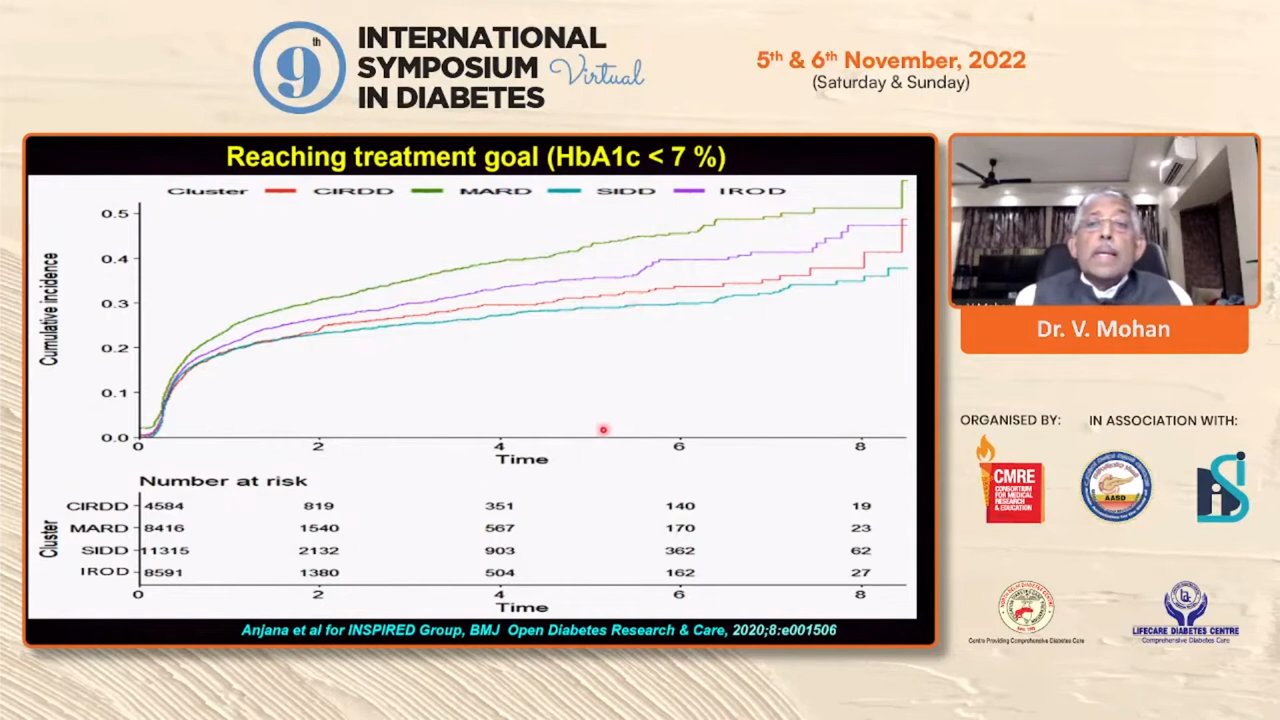 9th
INTERNATIONAL
SYMPOSIUM Virtual
IN DIABETES
5th & 6th November, 2022
(Saturday & Sunday)
Reaching treatment goal (HbA1c < 7 %)
Cluster CIRDD MARD SIDD IROD
Cumulative incidence
0.5
0.4
0.3
0.2
0.1
0.0
0 2 4 6 8
Time
Number at risk
Cluster
CIRDD 4584 819 351 140 19
MARD 8416 1540 567 170 23
SIDD 11315 2132 903 362 62
IROD 8591 1380 504 162 27
0 2 4 6 8
Time
Anjana et al for INSPIRED Group, BMJ Open Diabetes Research & Care, 2020;8:e001506
Dr. V. Mohan
ORGANISED BY:
IN ASSOCIATION WITH:
CMRE
CONSORTIUM
FOR MEDICAL
RESEARCH
& EDUCATION
AASD
Centre Providing Comprehensive Diabetes Care
LIFECARE DIABETES CENTRE
Comprehensive Diabetes Care